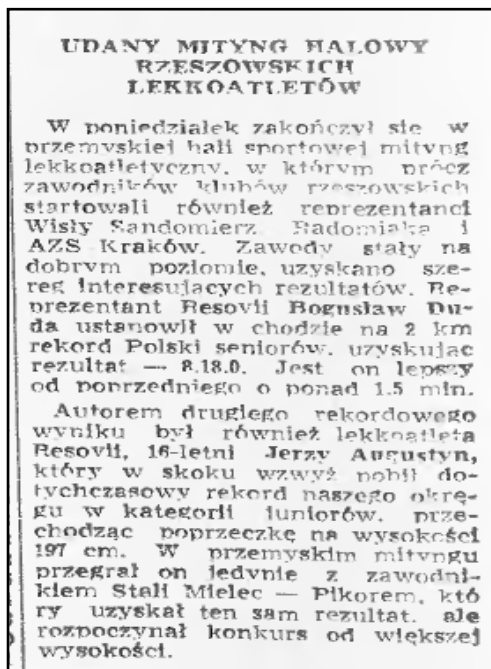 UDANY MITYNG HALOWY
RZESZOWSKICH
LEKKOATLETÓW
W poniedziałek zakończył się w
przemyskiej hali sportowej mityng
lekkoatletyczny, w którym prócz
zawodników klubów rzeszowskich
startowali również reprezentanci
Wisły Sandomierz, Radomiaka i
AZS Kraków. Zawody stały na
dobrym poziomie, uzyskano sze-
reg interesujących rezultatów. Re-
prezentant Resovii Bogusław Du-
da ustanowił w chodzie na 2 km
rekord Polski seniorów, uzyskując
rezultat — 8.18.0. Jest on lepszy
od poprzedniego o ponad 1.5 min.
Autorem drugiego rekordowego
wyniku był również lekkoatleta
Resovii, 16-letni Jerzy Augustyn,
który w skoku wzwyż pobił do-
tychczasowy rekord naszego okrę-
gu w kategorii juniorów, prze-
chodząc poprzeczkę na wysokości
197 cm. W przemyskim mityngu
przegrał on jedynie z zawodni-
kiem Stali Mielec — Pikorem, któ
ry uzyskał ten sam rezultat, ale
rozpoczynał konkurs od większej
wysokości.